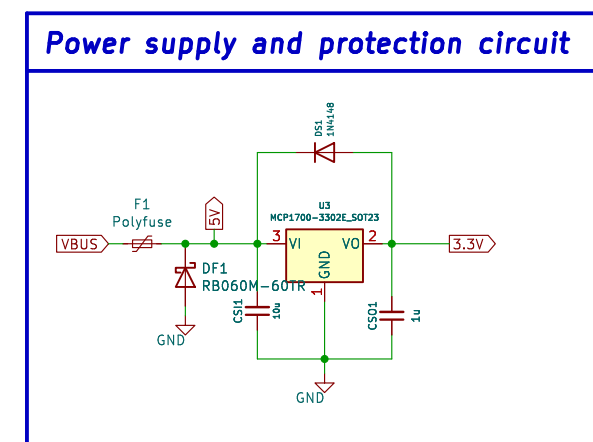 Power supply and protection circuit
DS1
1N4148
F1
Polyfuse
5V
U3
MCP1700-3302E_SOT23
VBUS
3
VI
VO
2
3.3V
GND
1
DF1
RB060M-60TR
CSI1
10u
CSO1
1u
GND
GND